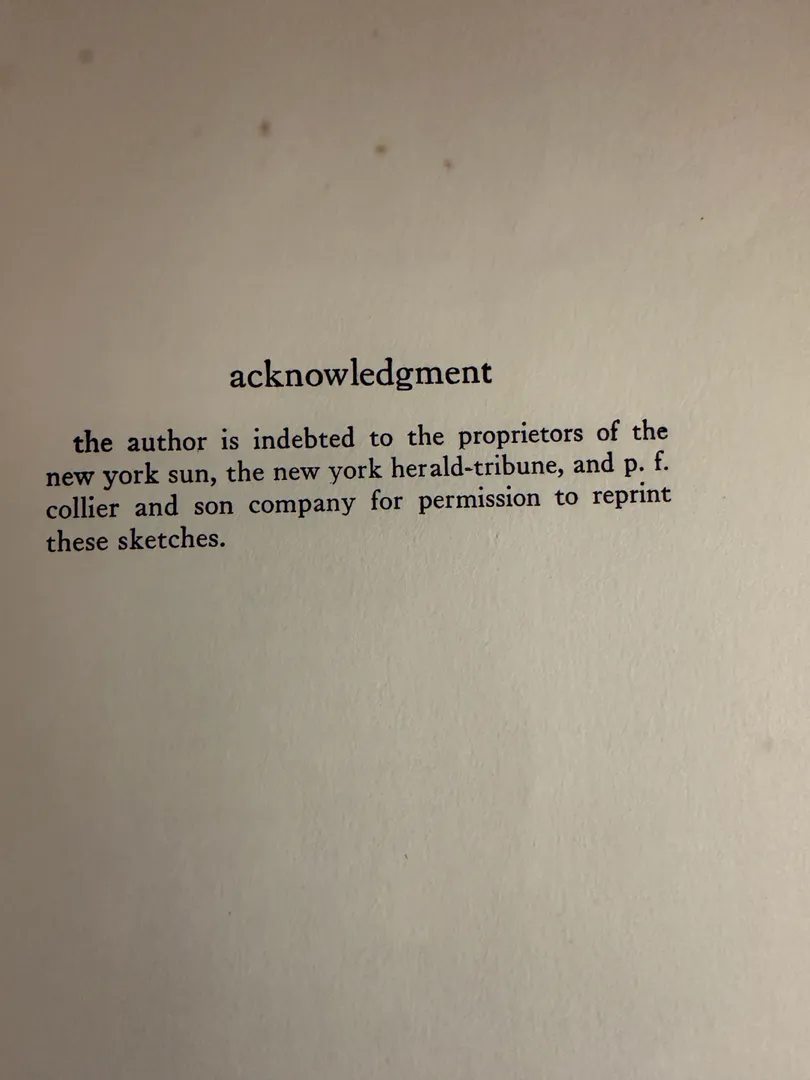 acknowledgment
the author is indebted to the proprietors of the
new york sun, the new york herald-tribune, and p. f.
collier and son company for permission to reprint
these sketches.